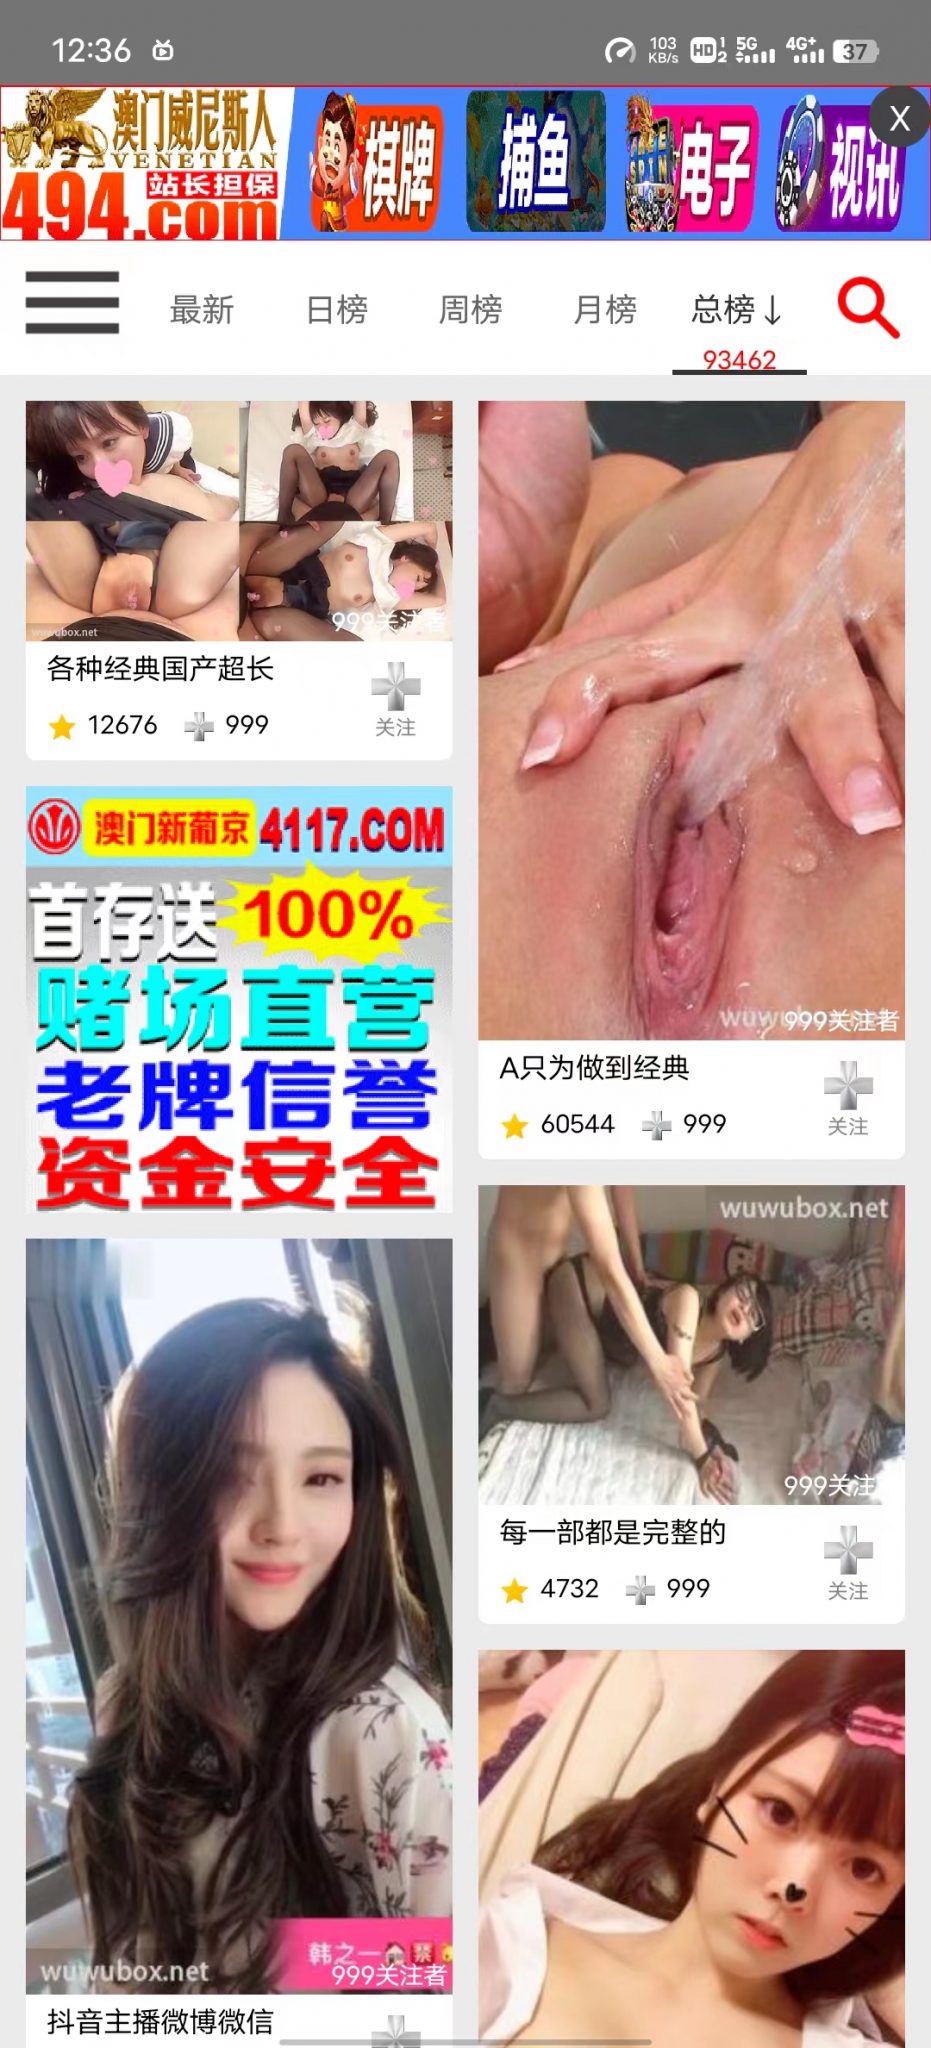 12:36
103
KB/s
HD 1 2
5G
4G+
37
澳门威尼斯人
VENETIAN
站长担保
494.com
棋牌
捕鱼
电子
视讯
X
最新
日榜
周榜
月榜
总榜↓
93462
wuwubox.net
999关注者
各种经典国产超长
12676
999
关注
澳门新葡京 4117.COM
首存送 100%
赌场直营
老牌信誉
资金安全
999关注者
A只为做到经典
60544
999
关注
wuwubox.net
999关注
每一部都是完整的
4732
999
关注
韩之一
wuwubox.net
999关注者
抖音主播微博微信